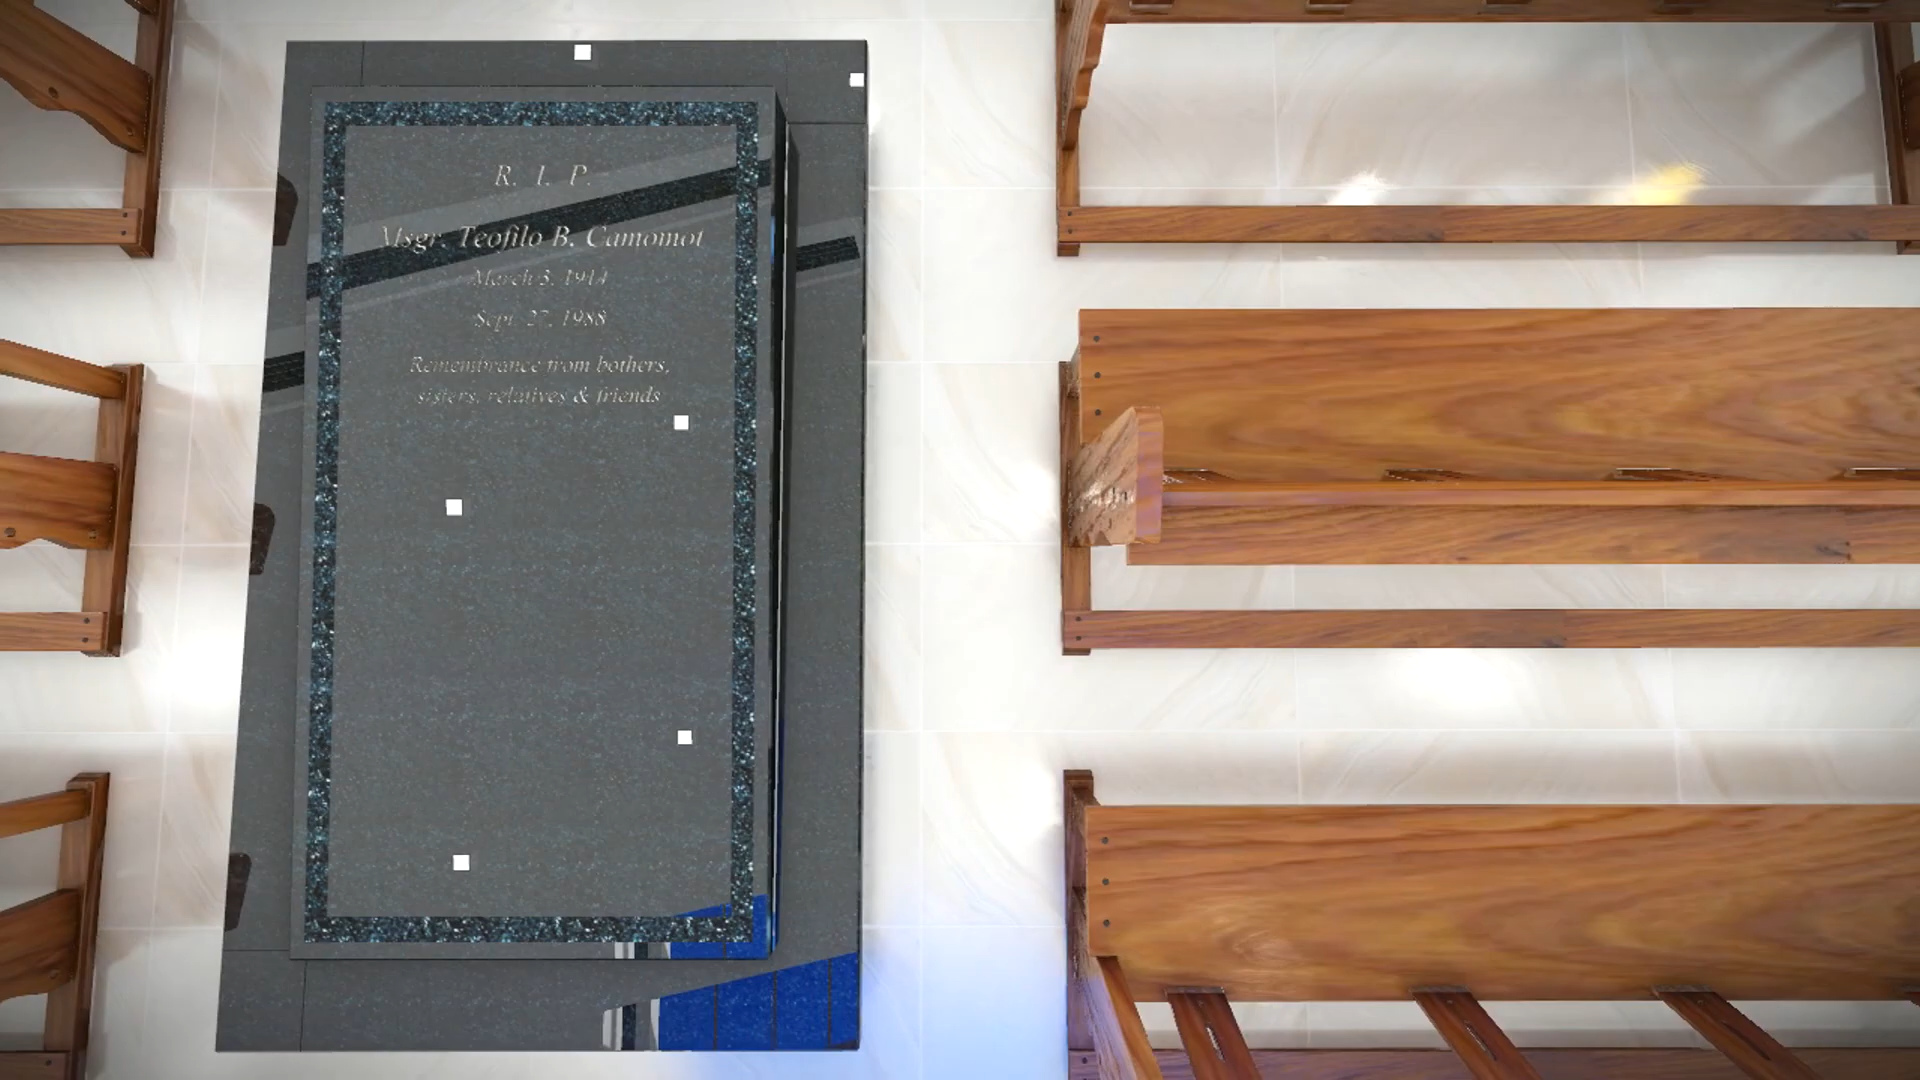 R. I. P.
Msgr. Teofilo B. Camomot
March 3, 1914
Sept. 27, 1988
Remembrance from bothers,
sisters, relatives & friends